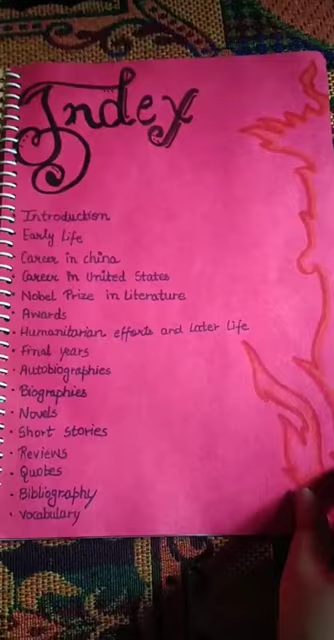 Index
Introduction
Early Life
Career in china
Career In United States
Nobel Prize in Literature
• Awards
• Humanitarian efforts and Later Life
• Final years
• Autobiographies
• Biographies
• Novels
• Short Stories
• Reviews
• Quotes
• Bibliography
• Vocabulary